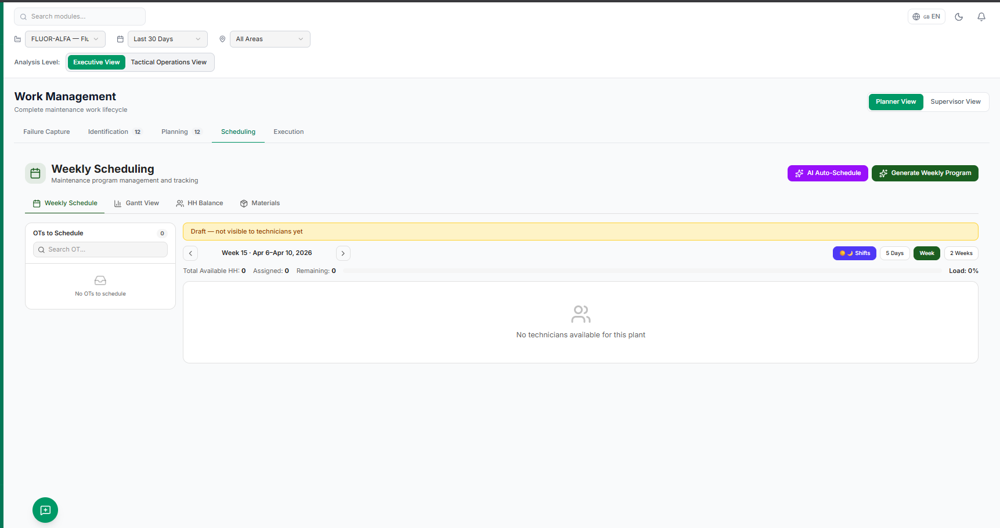 Search modules...
GB EN
FLUOR-ALFA — Flu
Last 30 Days
All Areas
Analysis Level:
Executive View
Tactical Operations View
Work Management
Complete maintenance work lifecycle
Planner View
Supervisor View
Failure Capture
Identification 12
Planning 12
Scheduling
Execution
Weekly Scheduling
Maintenance program management and tracking
AI Auto-Schedule
Generate Weekly Program
Weekly Schedule
Gantt View
HH Balance
Materials
OTs to Schedule 0
Search OT...
No OTs to schedule
Draft — not visible to technicians yet
Week 15 · Apr 6–Apr 10, 2026
Shifts
5 Days
Week
2 Weeks
Total Available HH: 0 Assigned: 0 Remaining: 0
Load: 0%
No technicians available for this plant